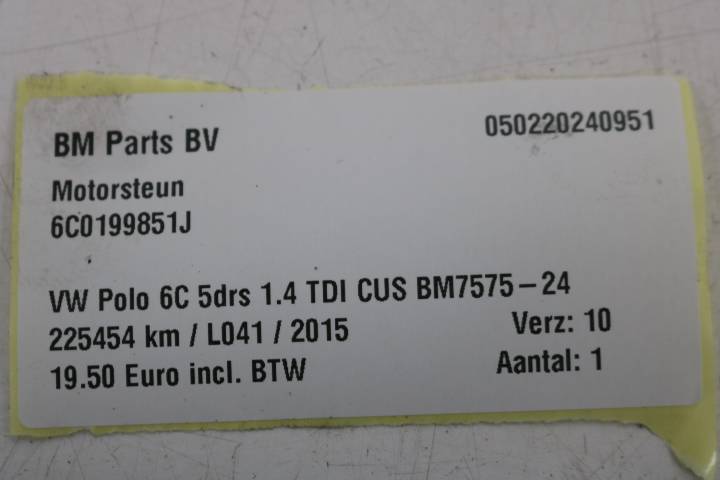 BM Parts BV
050220240951
Motorsteun
6C0199851J
VW Polo 6C 5drs 1.4 TDI CUS BM7575-24
225454 km / L041 / 2015
Verz: 10
19.50 Euro incl. BTW
Aantal: 1